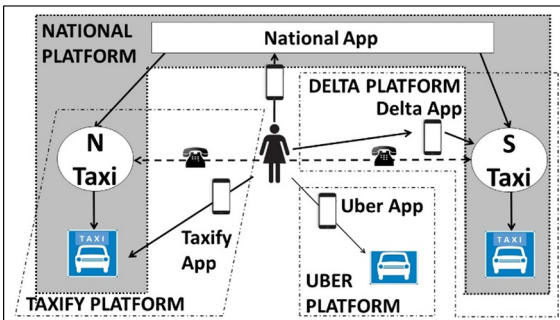 NATIONAL
PLATFORM
National App
DELTA PLATFORM
Delta App
N
Taxi
S
Taxi
Taxify
App
Uber App
TAXI
TAXI
UBER
PLATFORM
TAXIFY PLATFORM